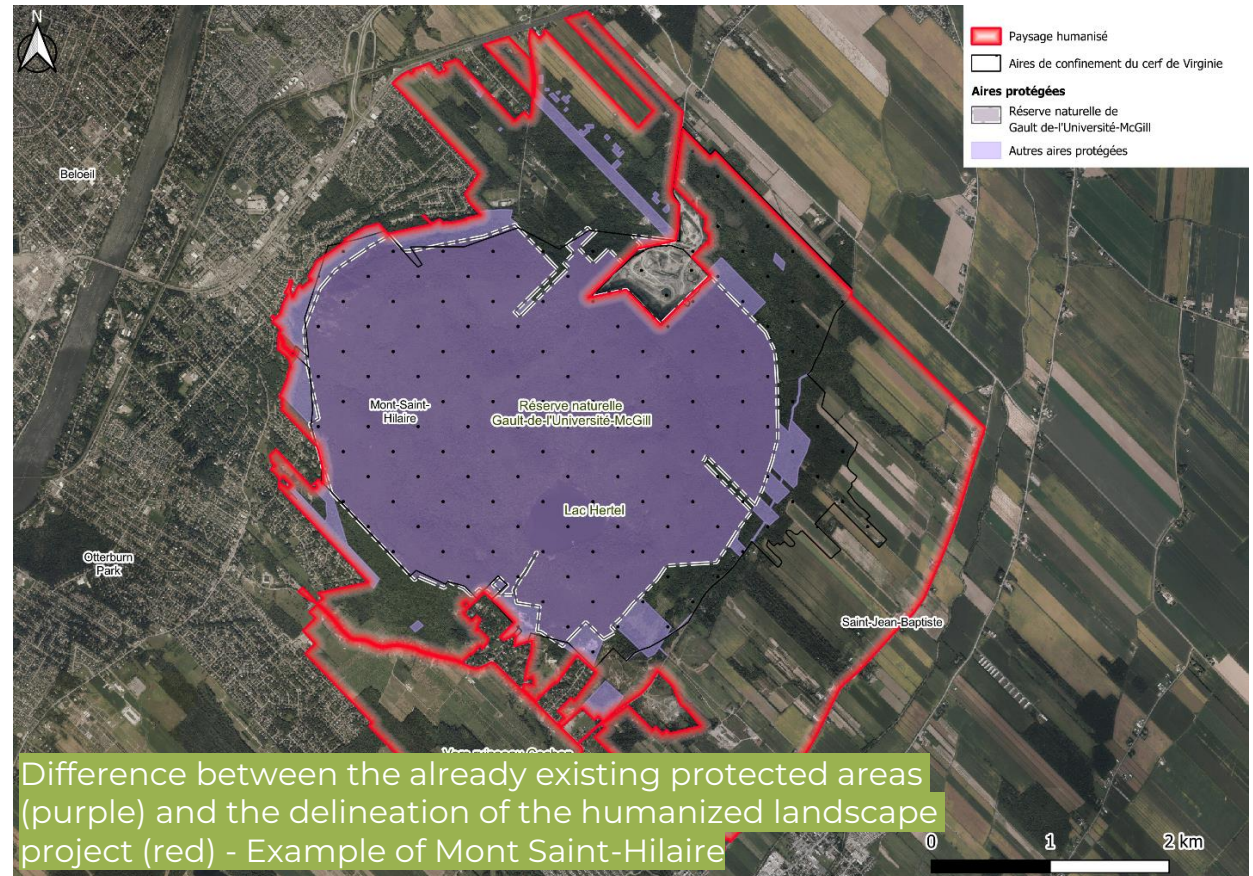 N
Paysage humanisé
Aires de confinement du cerf de Virginie
Aires protégées
Réserve naturelle de
Gault de-l'Université-McGill
Autres aires protégées
Beloeil
Mont-Saint-
Hilaire
Réserve naturelle
Gault-de-l'Université-McGill
Lac Hertel
Otterburn
Park
Saint-Jean-Baptiste
Difference between the already existing protected areas
(purple) and the delineation of the humanized landscape
project (red) - Example of Mont Saint-Hilaire
0 1 2 km